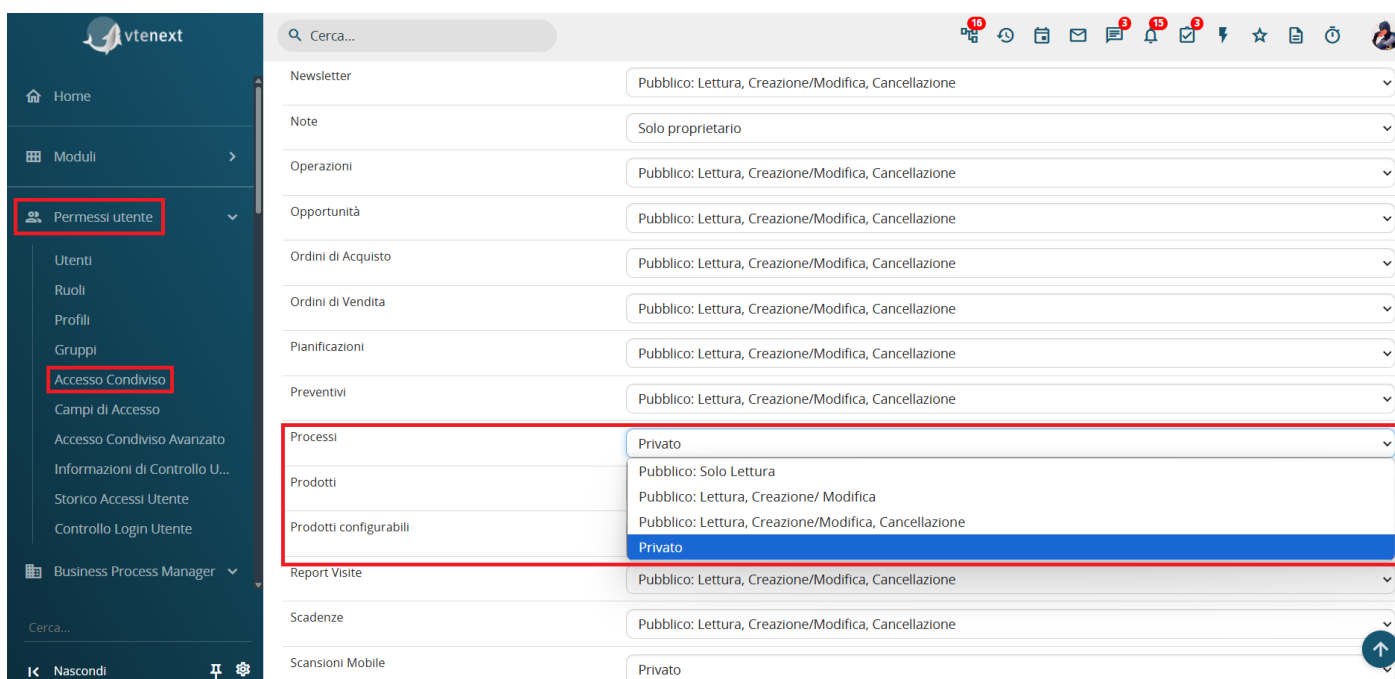 vtenext
Cerca...
16
3
15
3
Home
Moduli
Permessi utente
Utenti
Ruoli
Profili
Gruppi
Accesso Condiviso
Campi di Accesso
Accesso Condiviso Avanzato
Informazioni di Controllo U...
Storico Accessi Utente
Controllo Login Utente
Business Process Manager
Cerca...
Nascondi
Newsletter
Pubblico: Lettura, Creazione/Modifica, Cancellazione
Note
Solo proprietario
Operazioni
Pubblico: Lettura, Creazione/Modifica, Cancellazione
Opportunità
Pubblico: Lettura, Creazione/Modifica, Cancellazione
Ordini di Acquisto
Pubblico: Lettura, Creazione/Modifica, Cancellazione
Ordini di Vendita
Pubblico: Lettura, Creazione/Modifica, Cancellazione
Pianificazioni
Pubblico: Lettura, Creazione/Modifica, Cancellazione
Preventivi
Pubblico: Lettura, Creazione/Modifica, Cancellazione
Processi
Privato
Prodotti
Prodotti configurabili
Pubblico: Solo Lettura
Pubblico: Lettura, Creazione/ Modifica
Pubblico: Lettura, Creazione/Modifica, Cancellazione
Privato
Report Visite
Pubblico: Lettura, Creazione/Modifica, Cancellazione
Scadenze
Pubblico: Lettura, Creazione/Modifica, Cancellazione
Scansioni Mobile
Privato